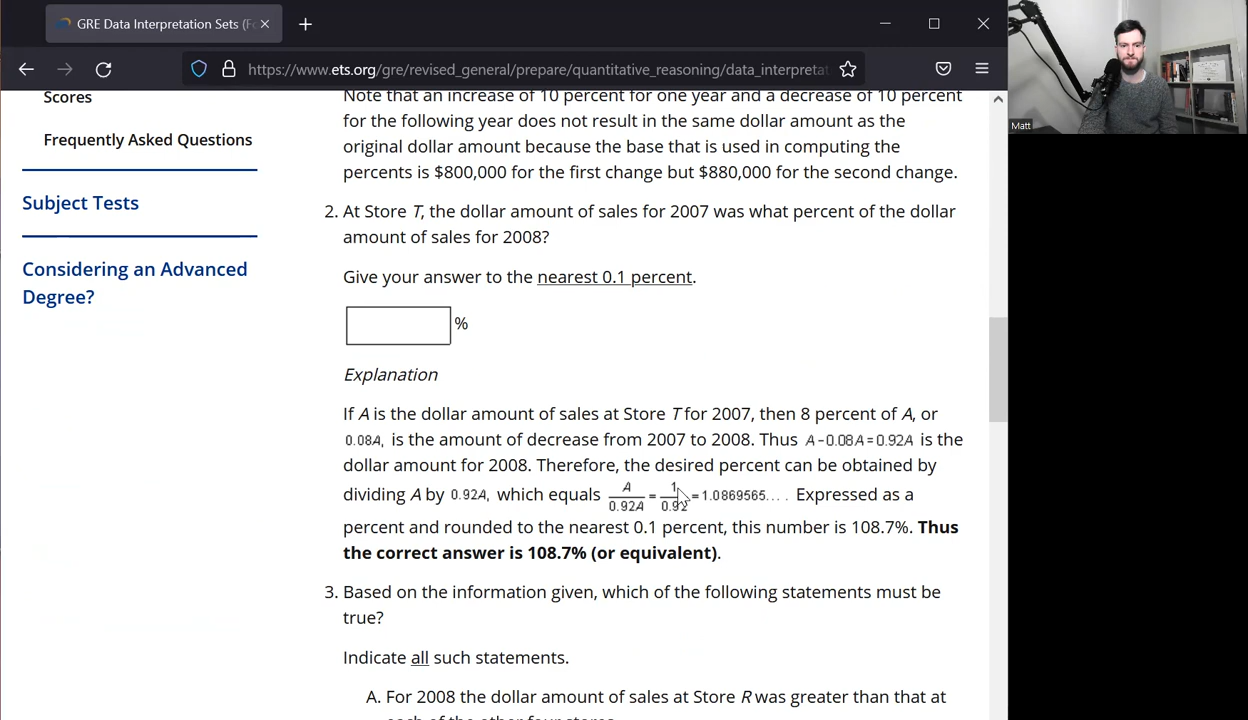 GRE Data Interpretation Sets (F
https://www.ets.org/gre/revised_general/prepare/quantitative_reasoning/data_interpretat
Matt
Scores
Frequently Asked Questions
Subject Tests
Considering an Advanced
Degree?
Note that an increase of 10 percent for one year and a decrease of 10 percent
for the following year does not result in the same dollar amount as the
original dollar amount because the base that is used in computing the
percents is $800,000 for the first change but $880,000 for the second change.
2. At Store T, the dollar amount of sales for 2007 was what percent of the dollar
amount of sales for 2008?
Give your answer to the nearest 0.1 percent.
%
Explanation
If A is the dollar amount of sales at Store T for 2007, then 8 percent of A, or
0.08A, is the amount of decrease from 2007 to 2008. Thus A-0.08A=0.92A is the
dollar amount for 2008. Therefore, the desired percent can be obtained by
dividing A by 0.92A, which equals A/0.92A = 1/0.92 = 1.0869565... . Expressed as a
percent and rounded to the nearest 0.1 percent, this number is 108.7%. Thus
the correct answer is 108.7% (or equivalent).
3. Based on the information given, which of the following statements must be
true?
Indicate all such statements.
A. For 2008 the dollar amount of sales at Store R was greater than that at
each of the other four stores.